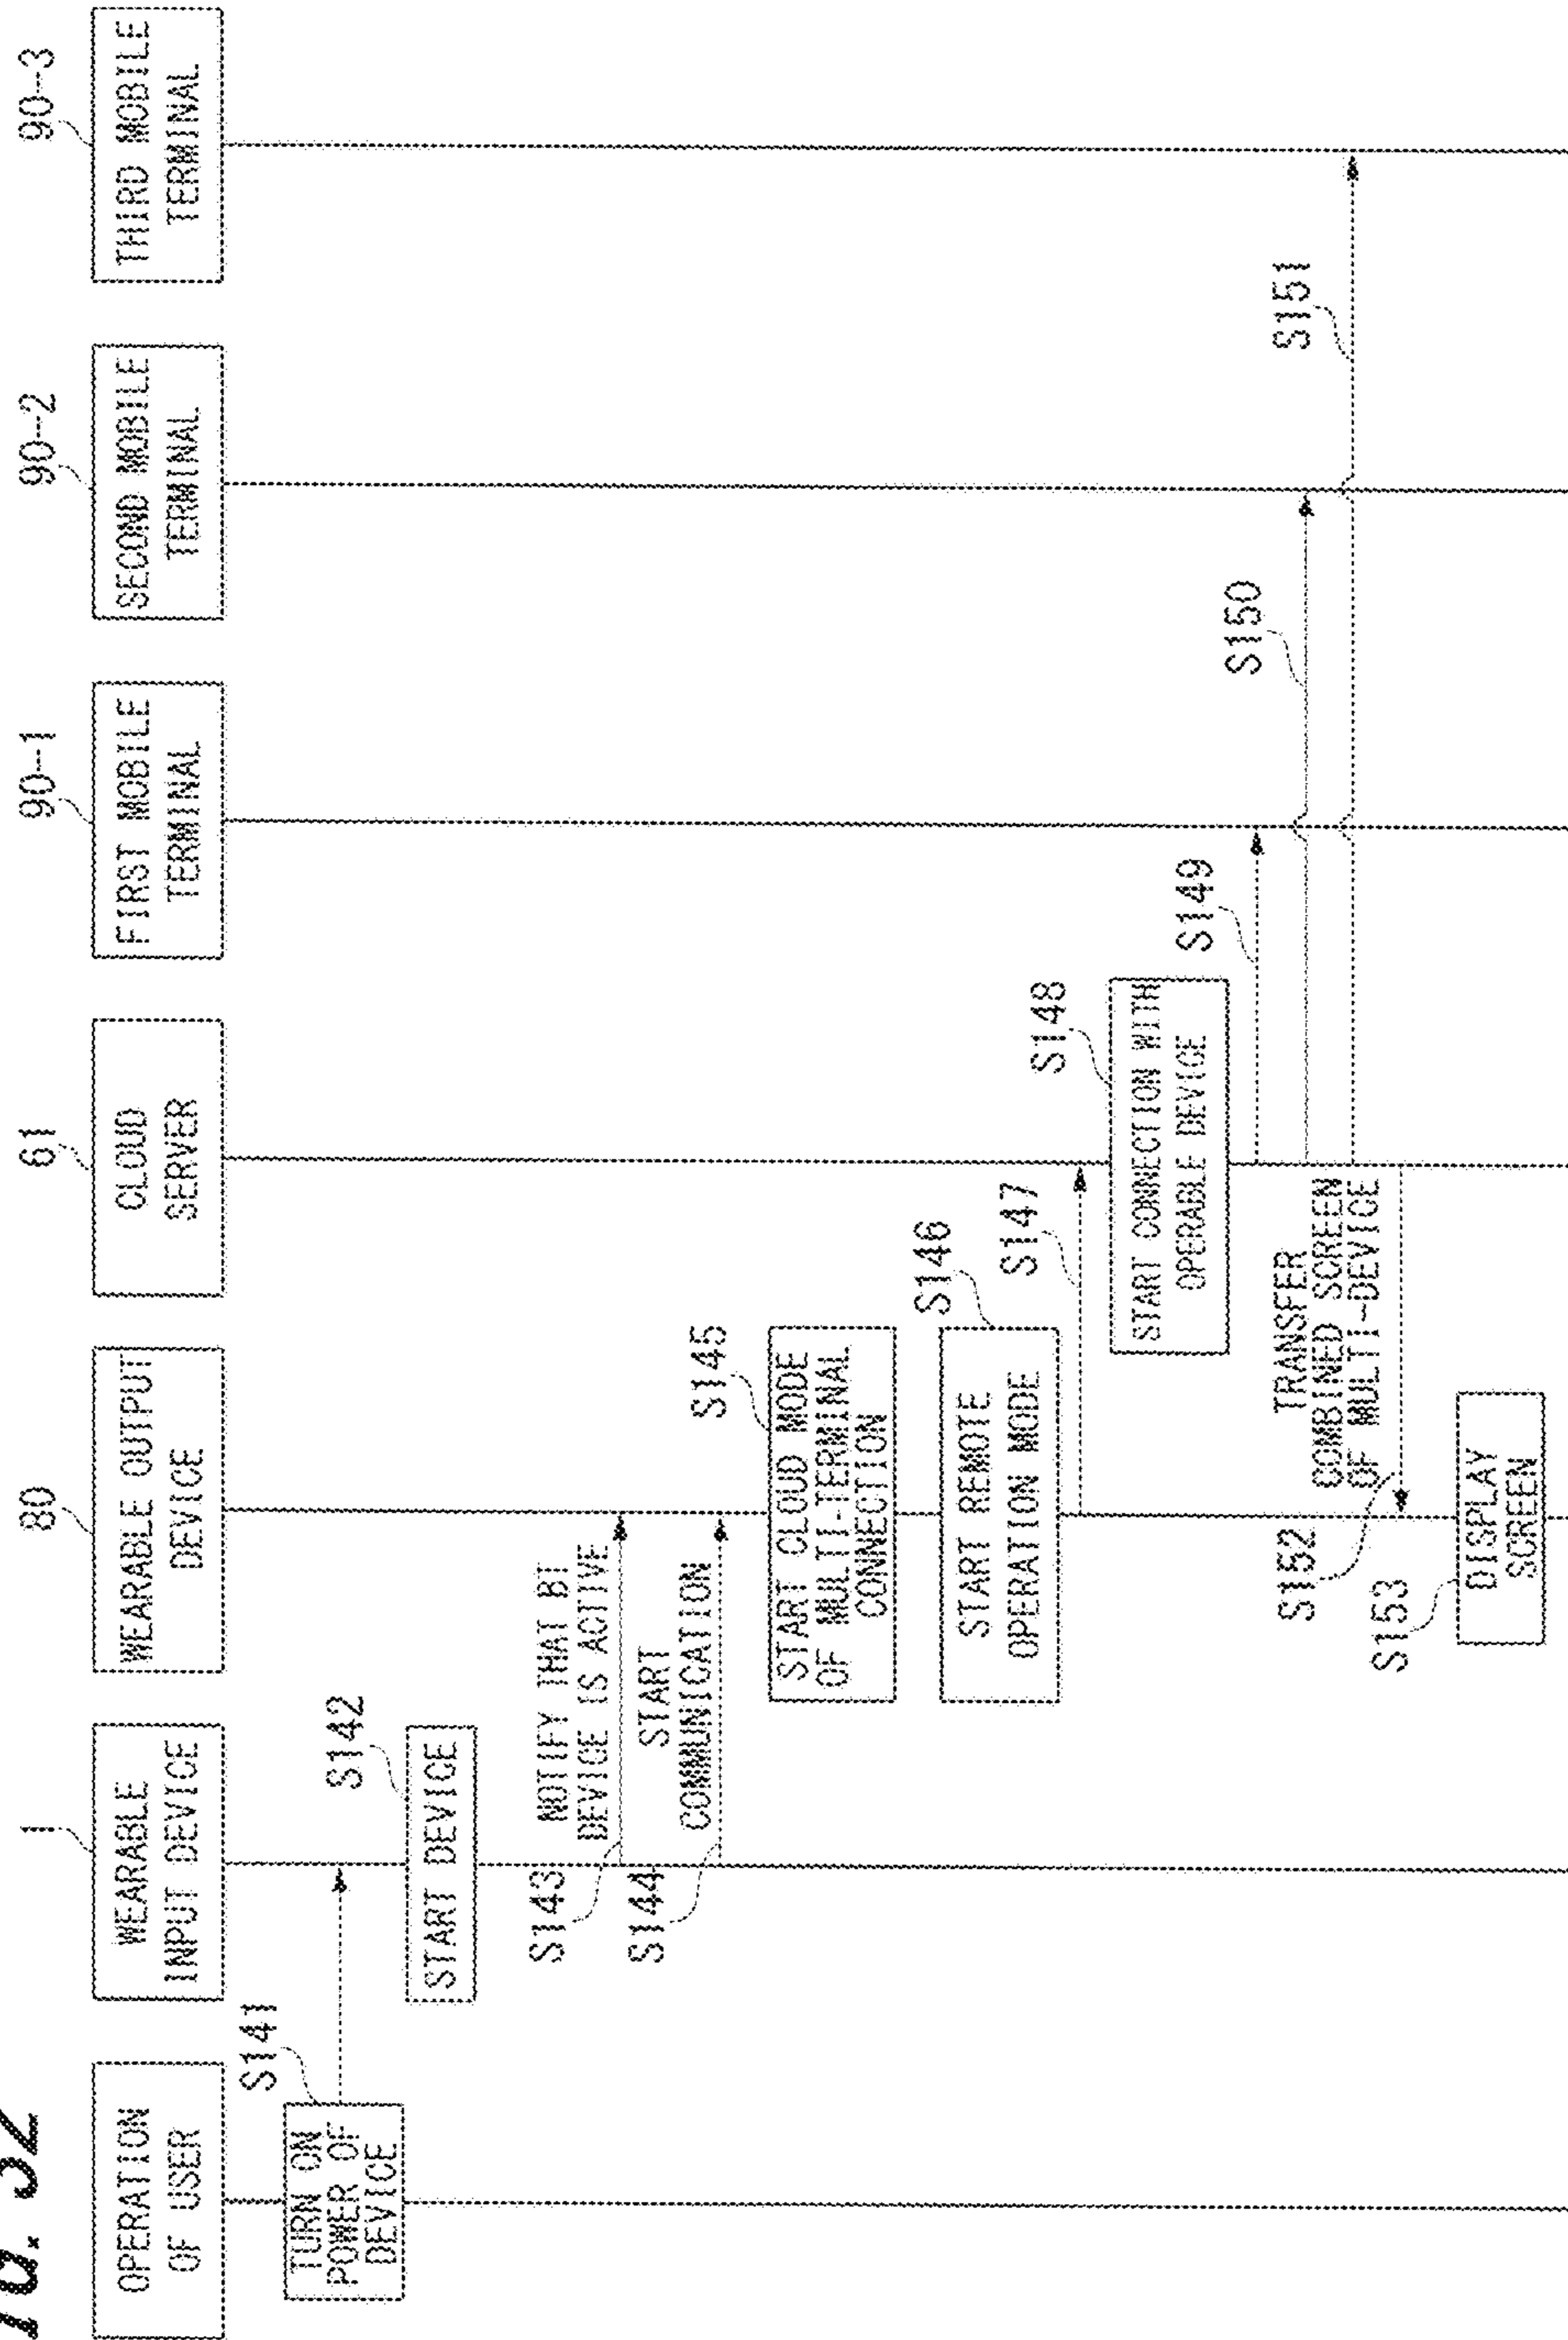 OPERATION
OF USER
1
WEARABLE
INPUT DEVICE
80
WEARABLE OUTPUT
DEVICE
61
CLOUD
SERVER
90-1
FIRST MOBILE
TERMINAL
90-2
SECOND MOBILE
TERMINAL
90-3
THIRD MOBILE
TERMINAL
S141
TURN ON
POWER OF
DEVICE
S142
START DEVICE
S143
NOTIFY THAT BT
DEVICE IS ACTIVE
S144
START
COMMUNICATION
S145
START CLOUD MODE
OF MULTI-TERMINAL
CONNECTION
S146
START REMOTE
OPERATION MODE
S147
S148
START CONNECTION WITH
OPERABLE DEVICE
S149
S150
S151
TRANSFER
COMBINED SCREEN
OF MULTI-DEVICE
S152
S153
DISPLAY
SCREEN